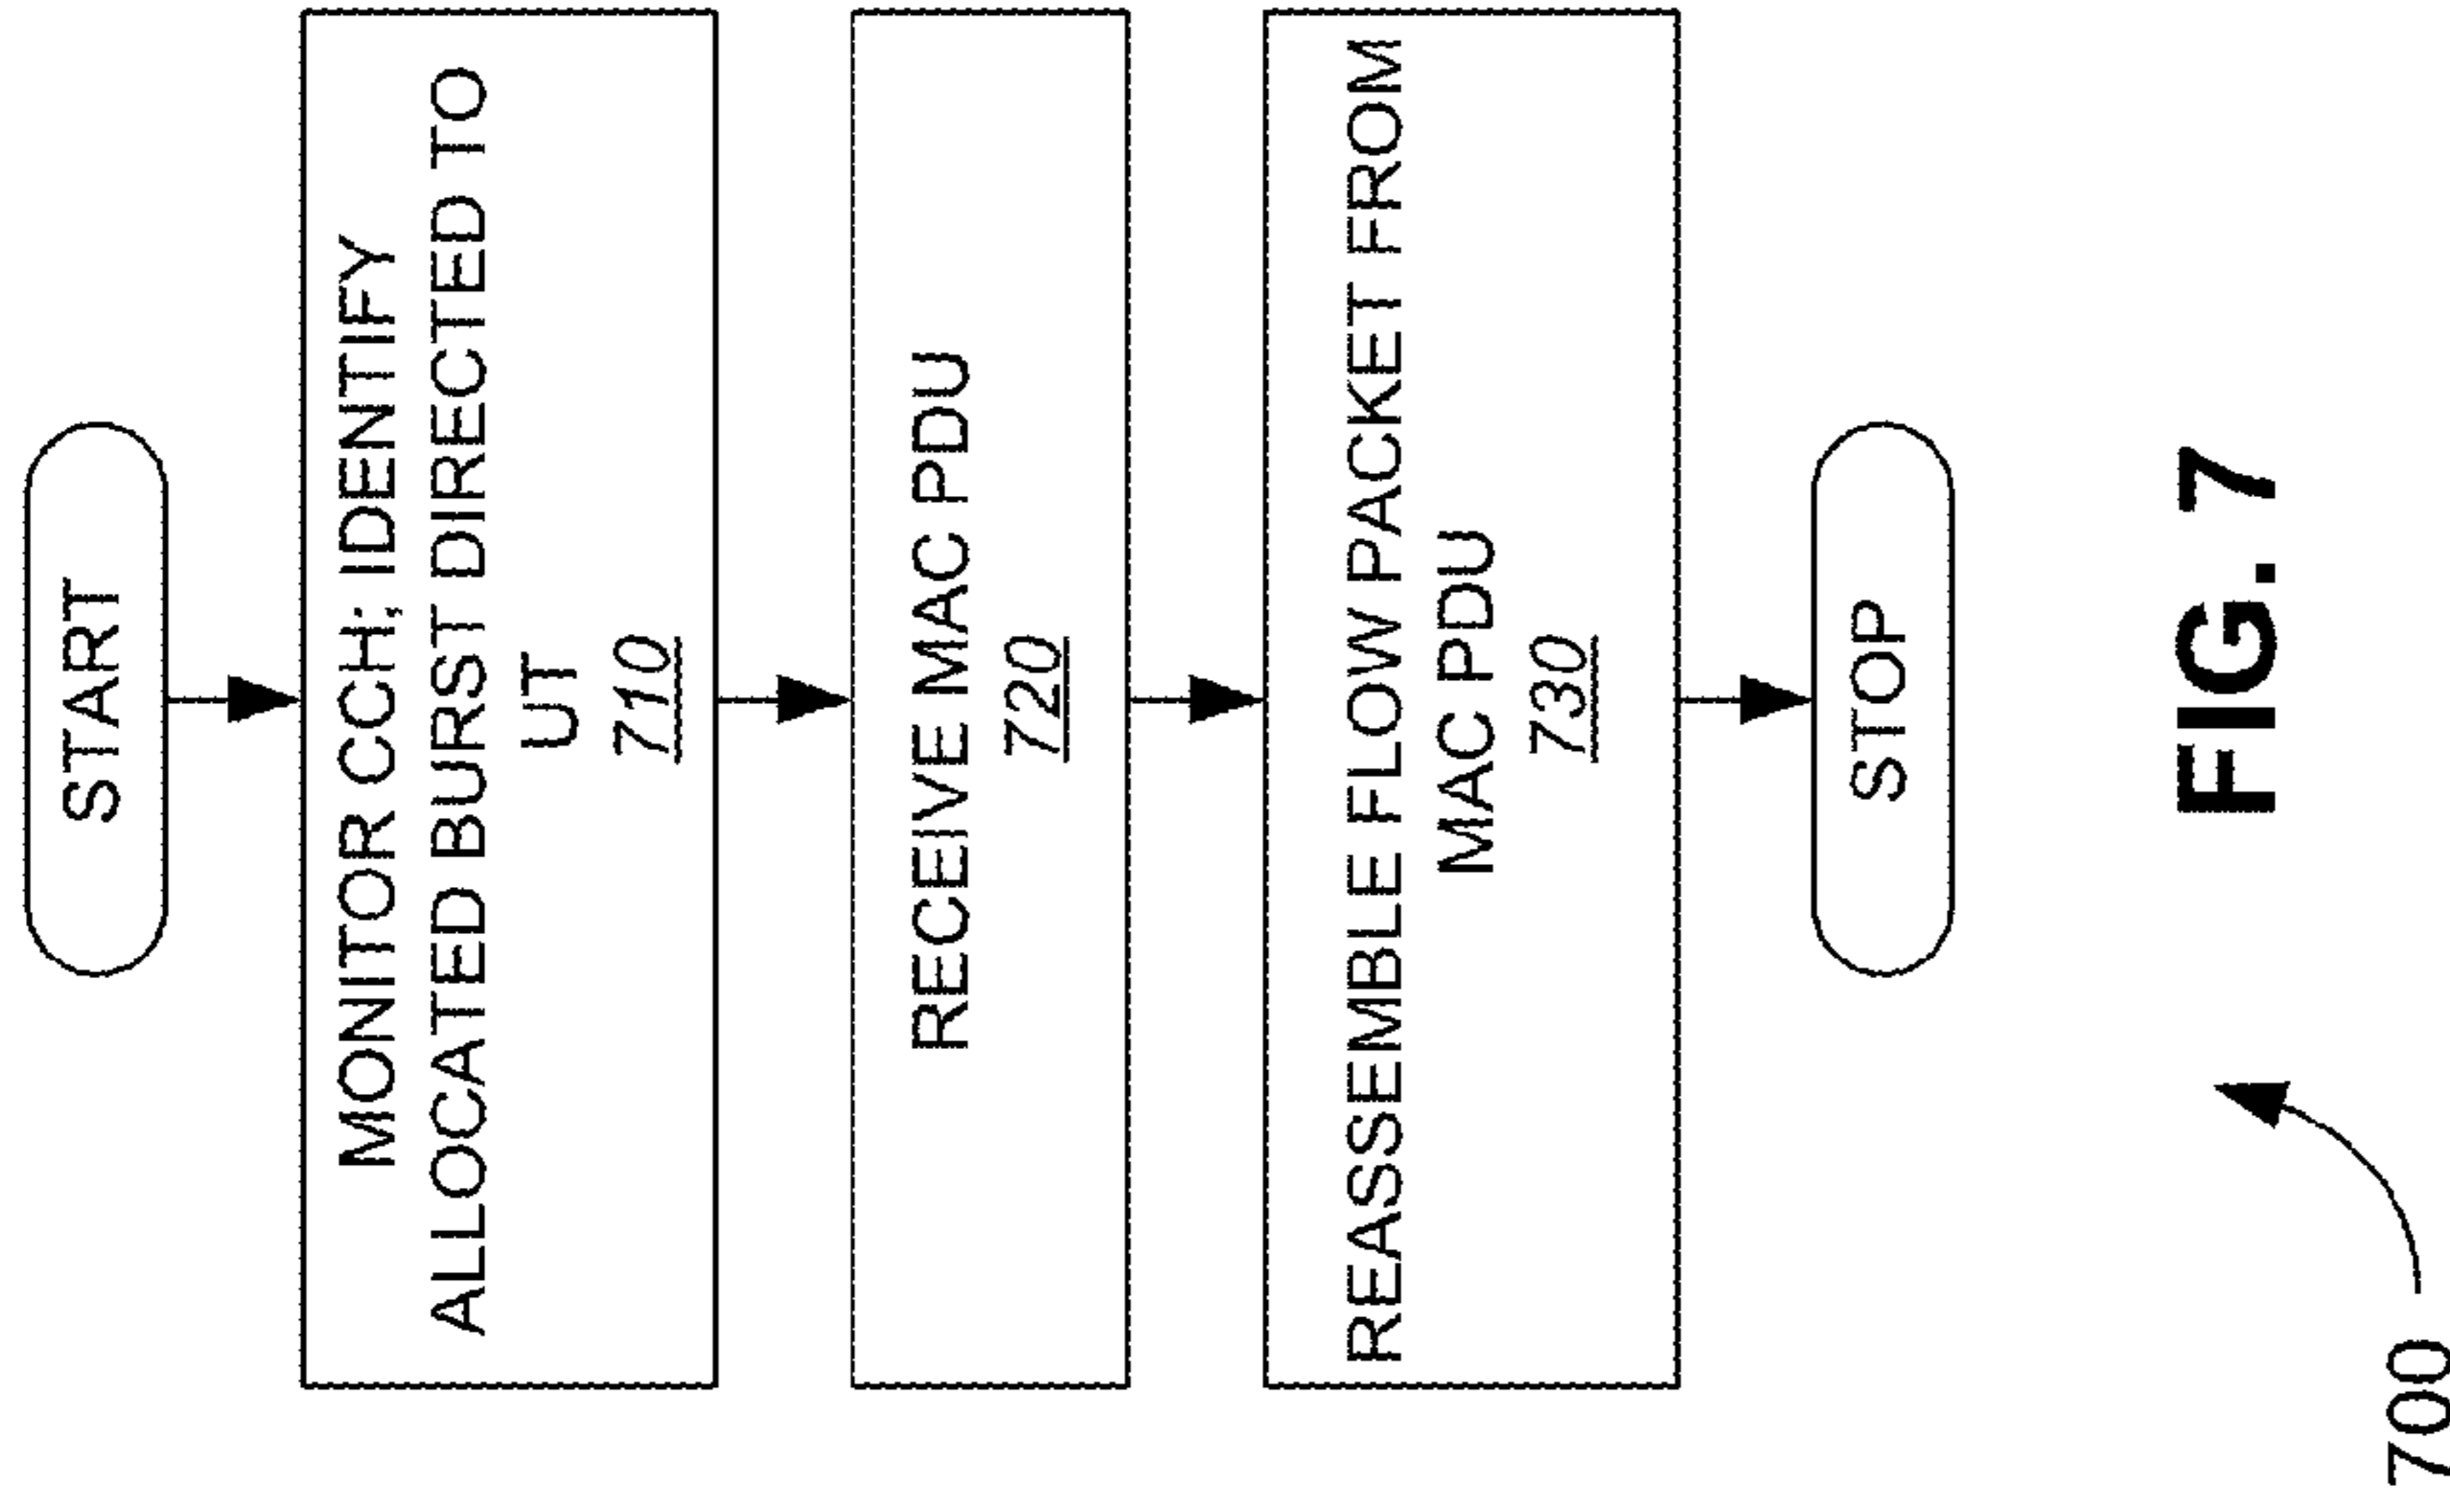 START
MONITOR CCH; IDENTIFY
ALLOCATED BURST DIRECTED TO
UT
710
RECEIVE MAC PDU
720
REASSEMBLE FLOW PACKET FROM
MAC PDU
730
STOP
FIG. 7
700